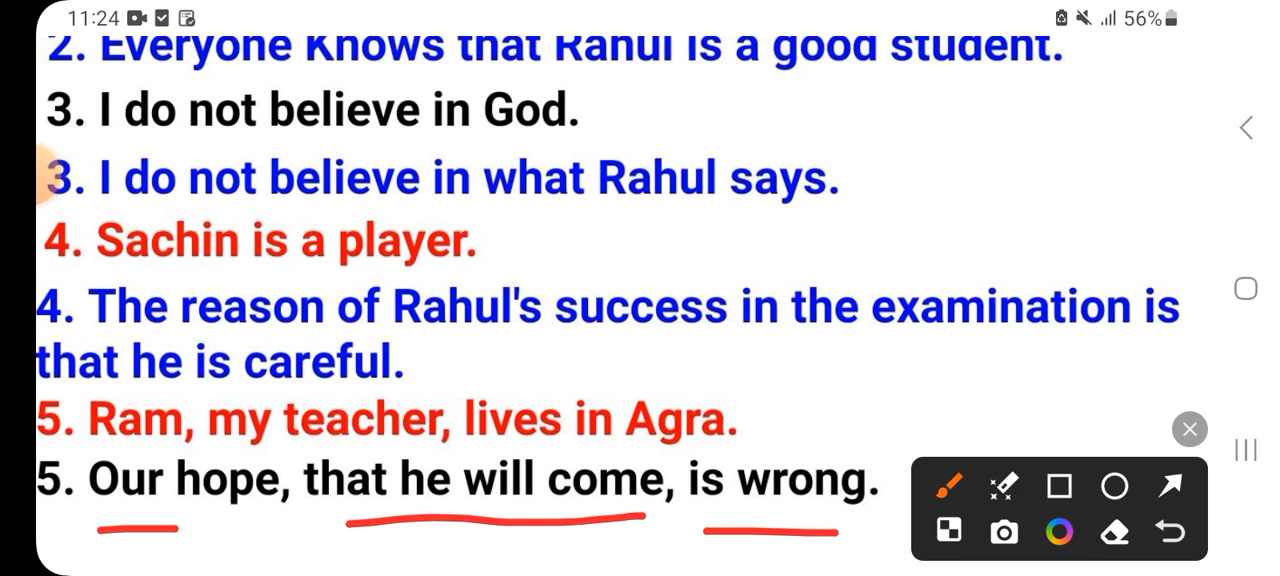 11:24
56%
2. Everyone Knows that Rahul is a good student.
3. I do not believe in God.
3. I do not believe in what Rahul says.
4. Sachin is a player.
4. The reason of Rahul's success in the examination is
that he is careful.
5. Ram, my teacher, lives in Agra.
5. Our hope, that he will come, is wrong.